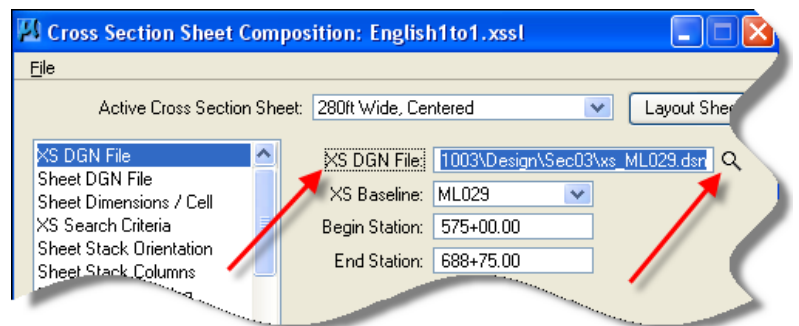 Cross Section Sheet Composition: English1to1.xssl
File
Active Cross Section Sheet: 280ft Wide, Centered Layout
XS DGN File
Sheet DGN File
Sheet Dimensions / Cell
XS Search Criteria
Sheet Stack Orientation
Sheet Stack Columns
XS DGN File: 1003\Design\Sec03\xs_ML029.dsn
XS Baseline: ML029
Begin Station: 575+00.00
End Station: 688+75.00